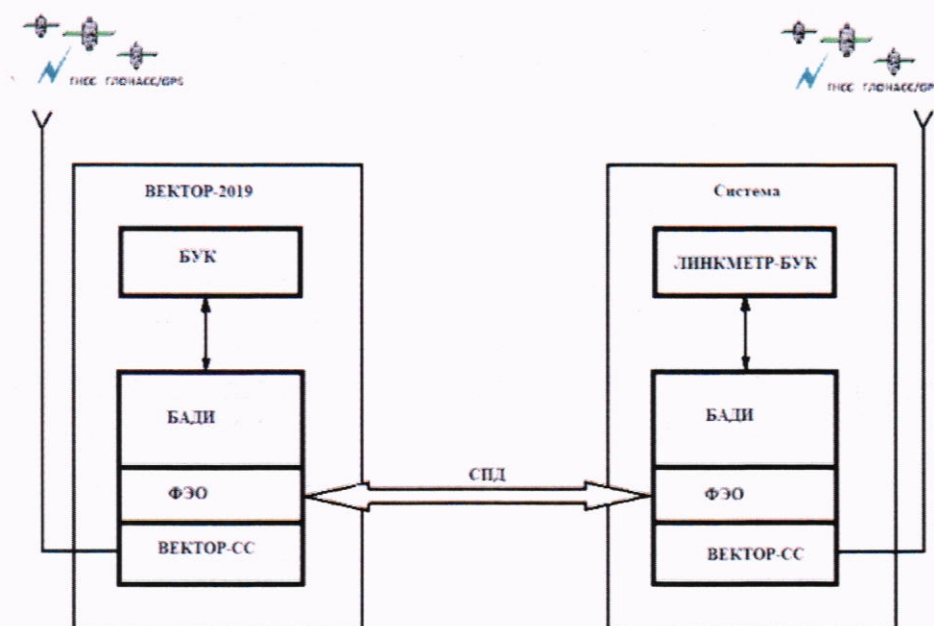 ГНСС ГЛОНАСС/GPS
ГНСС ГЛОНАСС/GP
ВЕКТОР-2019
Система
БУК
ЛИНКМЕТР-БУК
БАДИ
БАДИ
СПД
ФЭО
ФЭО
ВЕКТОР-СС
ВЕКТОР-СС